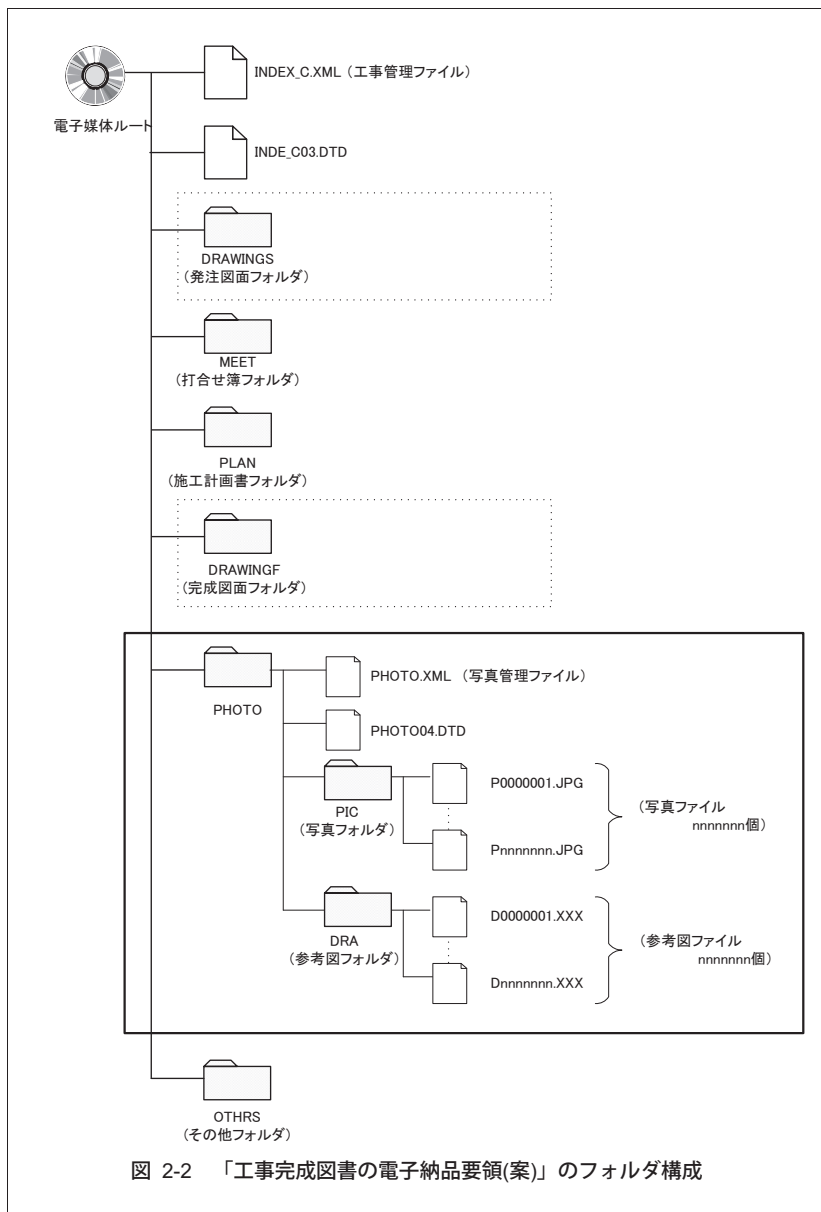 INDEX_C.XML（工事管理ファイル）
電子媒体ルート
INDE_C03.DTD
DRAWINGS
（発注図面フォルダ）
MEET
（打合せ簿フォルダ）
PLAN
（施工計画書フォルダ）
DRAWINGF
（完成図面フォルダ）
PHOTO
PHOTO.XML （写真管理ファイル）
PHOTO04.DTD
PIC
（写真フォルダ）
P0000001.JPG
Pnnnnnnn.JPG
（写真ファイル
nnnnnnn個）
DRA
（参考図フォルダ）
D0000001.XXX
Dnnnnnnn.XXX
（参考図ファイル
nnnnnnn個）
OTHRS
（その他フォルダ）
図 2-2 「工事完成図書の電子納品要領(案)」のフォルダ構成